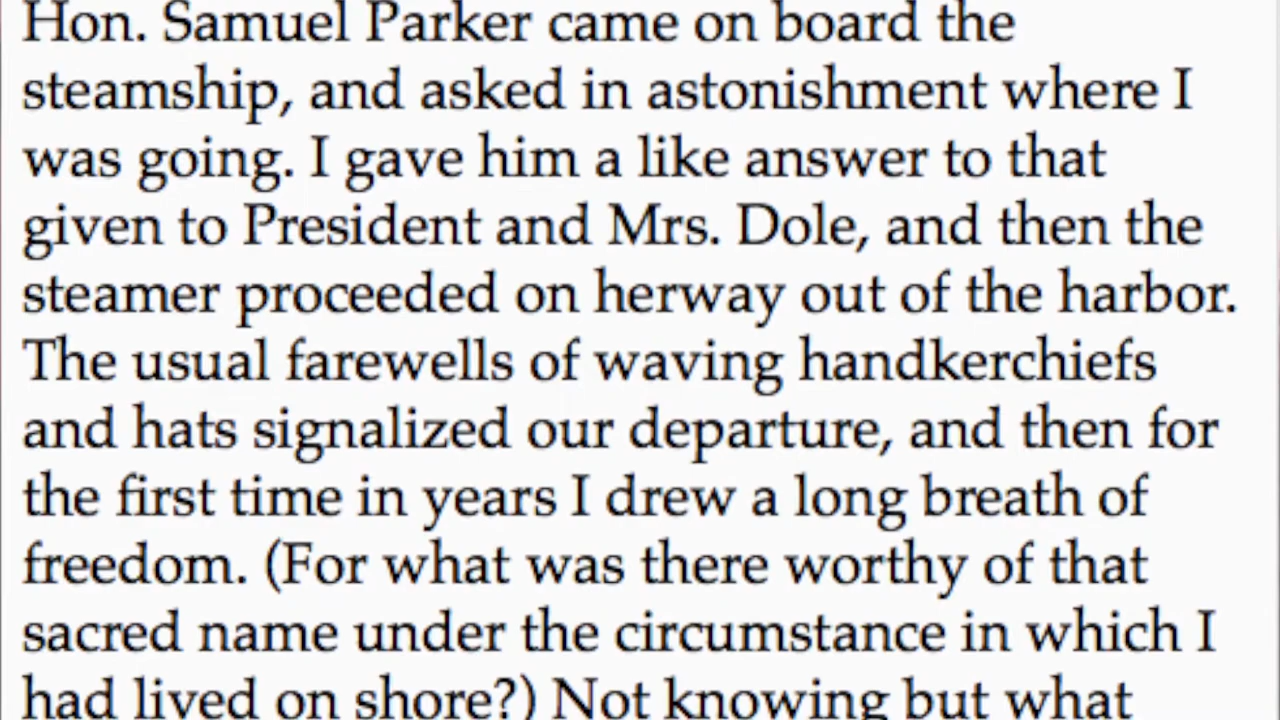 Hon. Samuel Parker came on board the
steamship, and asked in astonishment where I
was going. I gave him a like answer to that
given to President and Mrs. Dole, and then the
steamer proceeded on herway out of the harbor.
The usual farewells of waving handkerchiefs
and hats signalized our departure, and then for
the first time in years I drew a long breath of
freedom. (For what was there worthy of that
sacred name under the circumstance in which I
had lived on shore?) Not knowing but what